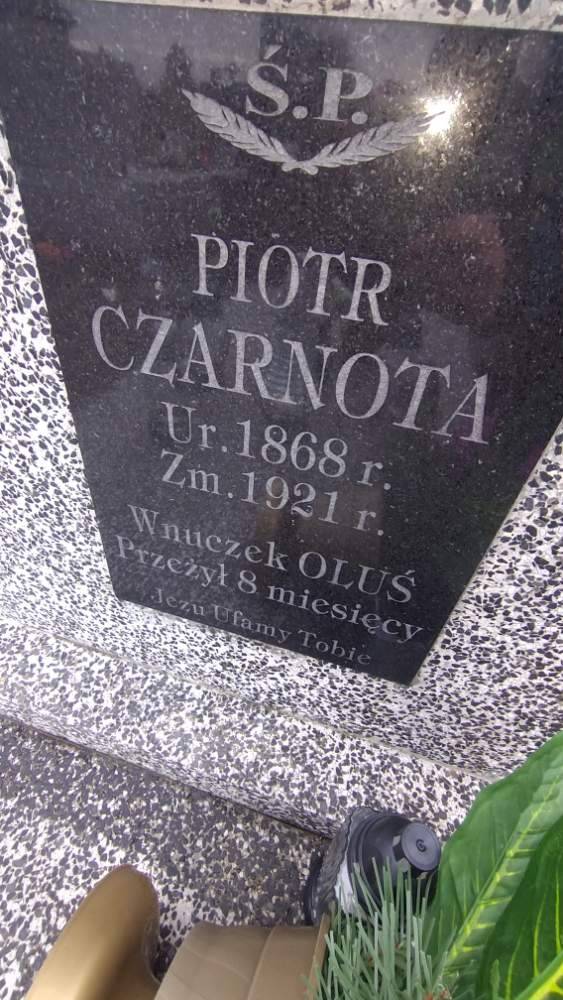 Ś.P.
PIOTR
CZARNOTA
Ur. 1868 r.
Zm. 1921 r.
Wnuczek OLUŚ
Przeżył 8 miesięcy
Jezu Ufamy Tobie